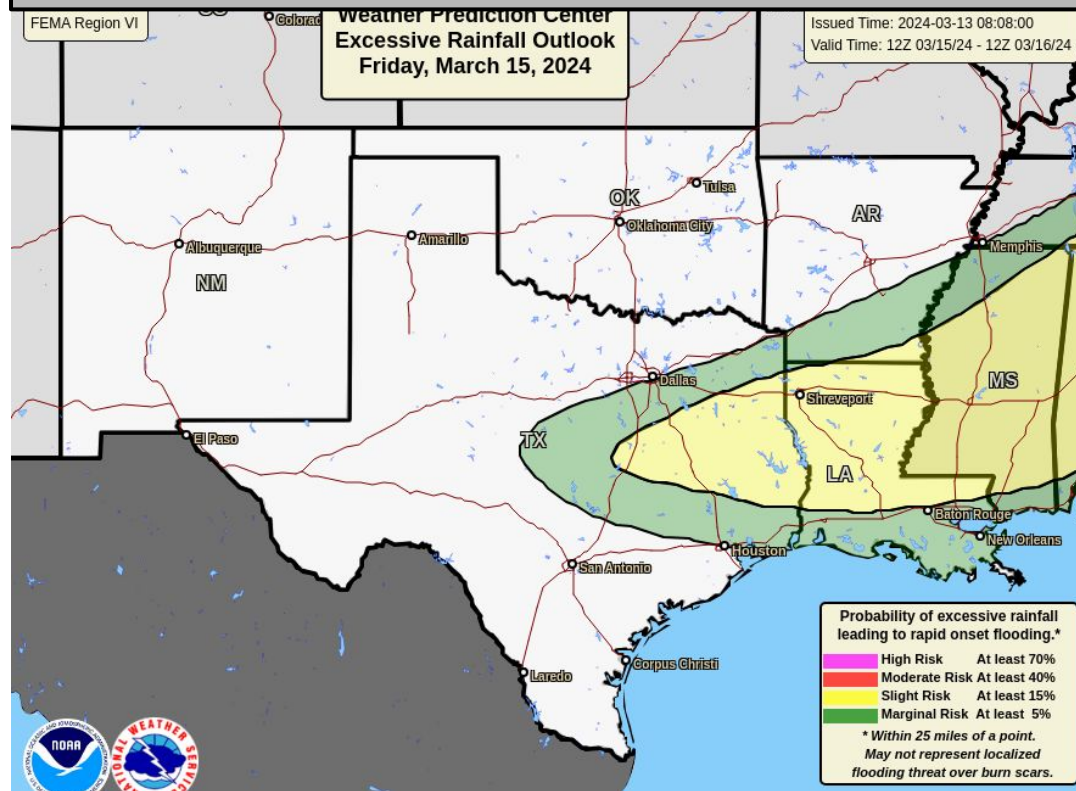 FEMA Region VI
Weather Prediction Center
Excessive Rainfall Outlook
Friday, March 15, 2024
Issued Time: 2024-03-13 08:08:00
Valid Time: 12Z 03/15/24 - 12Z 03/16/24
Tulsa
OK
Oklahoma City
AR
Amarillo
Albuquerque
Memphis
NM
Dallas
MS
Shreveport
El Paso
TX
LA
Baton Rouge
New Orleans
Houston
San Antonio
Corpus Christi
Laredo
Probability of excessive rainfall
leading to rapid onset flooding.*
High Risk At least 70%
Moderate Risk At least 40%
Slight Risk At least 15%
Marginal Risk At least 5%
* Within 25 miles of a point.
May not represent localized
flooding threat over burn scars.
NOAA
NATIONAL WEATHER SERVICE